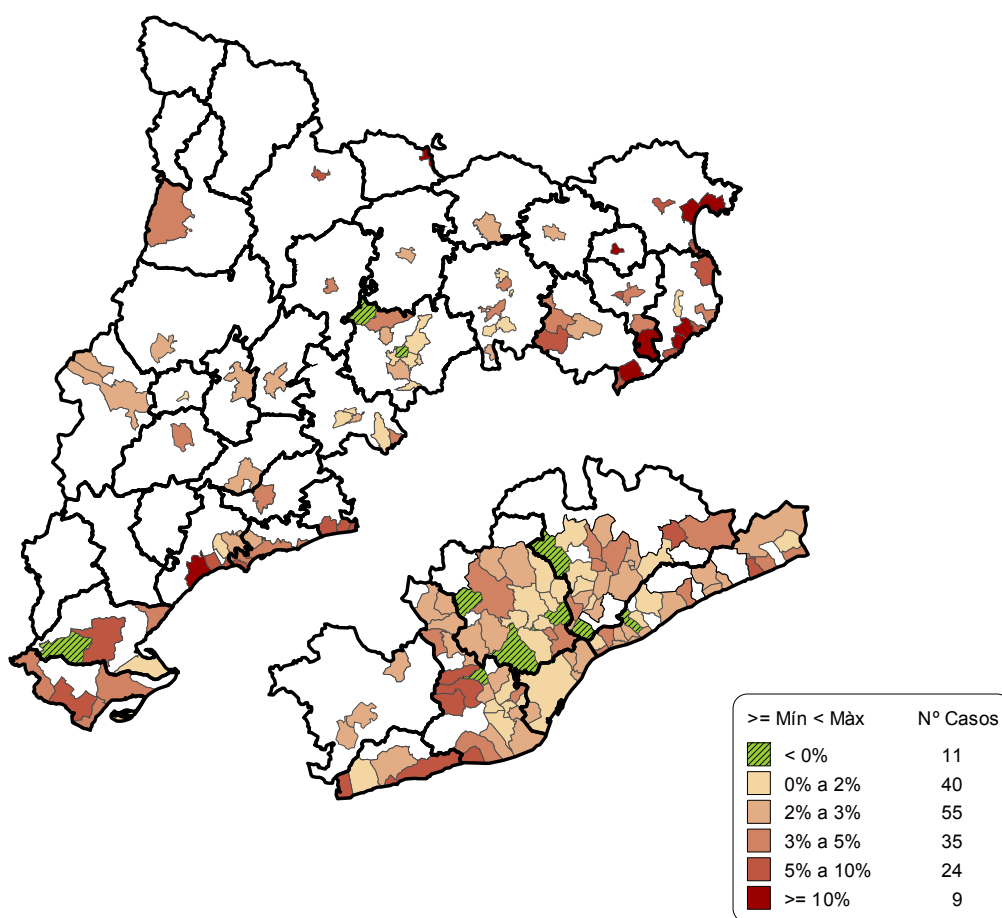 >= Mín < Màx Nº Casos
< 0% 11
0% a 2% 40
2% a 3% 55
3% a 5% 35
5% a 10% 24
>= 10% 9